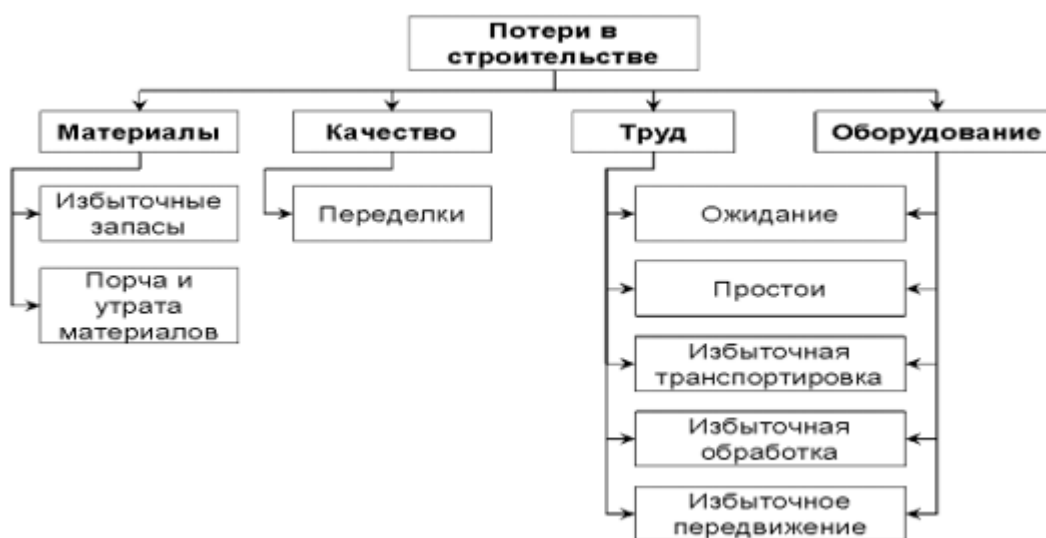 Потери в
строительстве
Материалы
Качество
Труд
Оборудование
Избыточные
запасы
Порча и
утрата
материалов
Переделки
Ожидание
Простои
Избыточная
транспортировка
Избыточная
обработка
Избыточное
передвижение